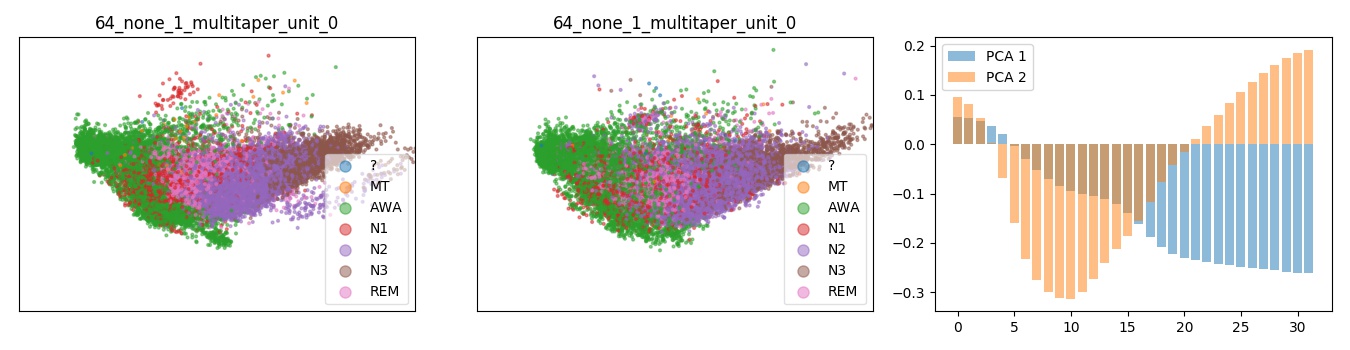 64_none_1_multitaper_unit_0
?
MT
AWA
N1
N2
N3
REM
64_none_1_multitaper_unit_0
?
MT
AWA
N1
N2
N3
REM
PCA 1
PCA 2
0.2
0.1
0.0
−0.1
−0.2
−0.3
0 5 10 15 20 25 30